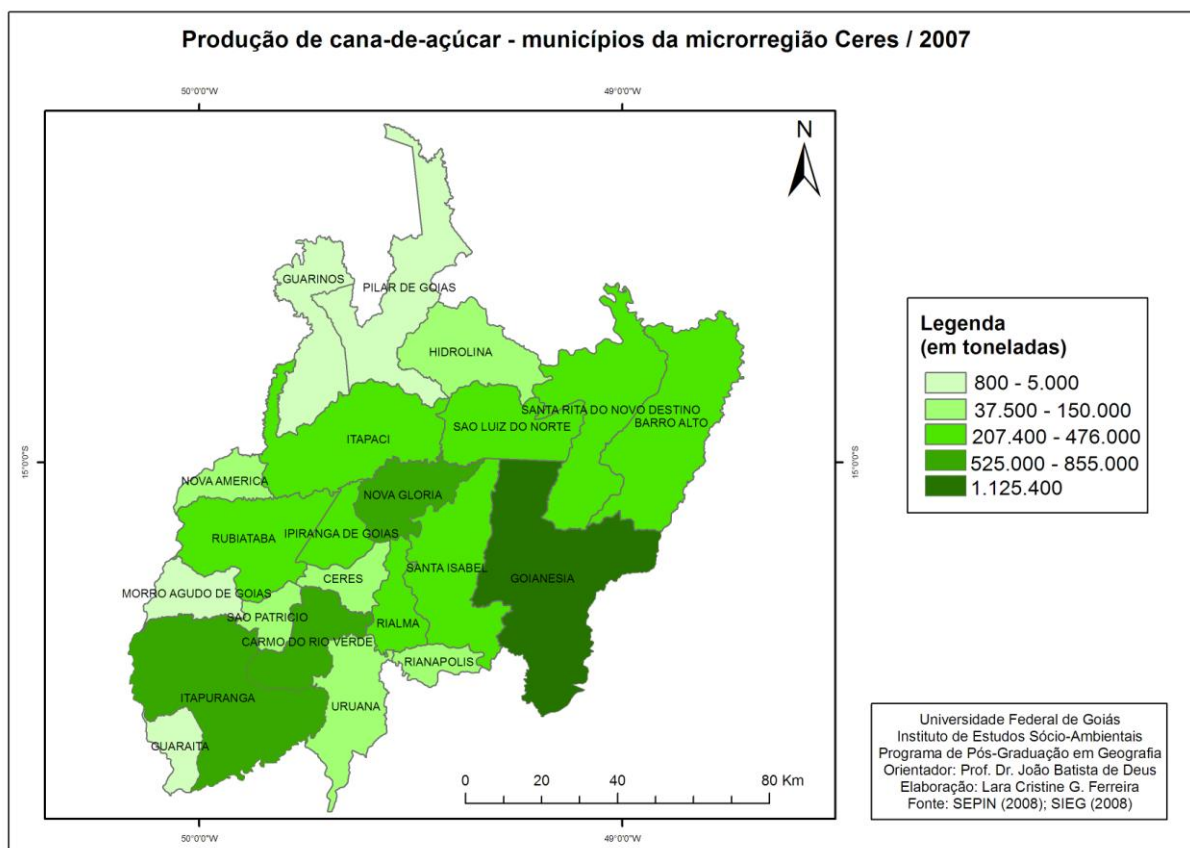 Produção de cana-de-açúcar - municípios da microrregião Ceres / 2007
50°0'0"W
49°0'0"W
N
GUARINOS
PILAR DE GOIAS
HIDROLINA
SANTA RITA DO NOVO DESTINO
BARRO ALTO
SAO LUIZ DO NORTE
ITAPACI
15°0'0"S
15°0'0"S
NOVA AMERICA
NOVA GLORIA
RUBIATABA
IPIRANGA DE GOIAS
SANTA ISABEL
GOIANESIA
CERES
MORRO AGUDO DE GOIAS
SAO PATRICIO
RIALMA
CARMO DO RIO VERDE
RIANAPOLIS
ITAPURANGA
URUANA
GUARAITA
0 20 40 80 Km
50°0'0"W
49°0'0"W
Legenda
(em toneladas)
800 - 5.000
37.500 - 150.000
207.400 - 476.000
525.000 - 855.000
1.125.400
Universidade Federal de Goiás
Instituto de Estudos Sócio-Ambientais
Programa de Pós-Graduação em Geografia
Orientador: Prof. Dr. João Batista de Deus
Elaboração: Lara Cristine G. Ferreira
Fonte: SEPIN (2008); SIEG (2008)